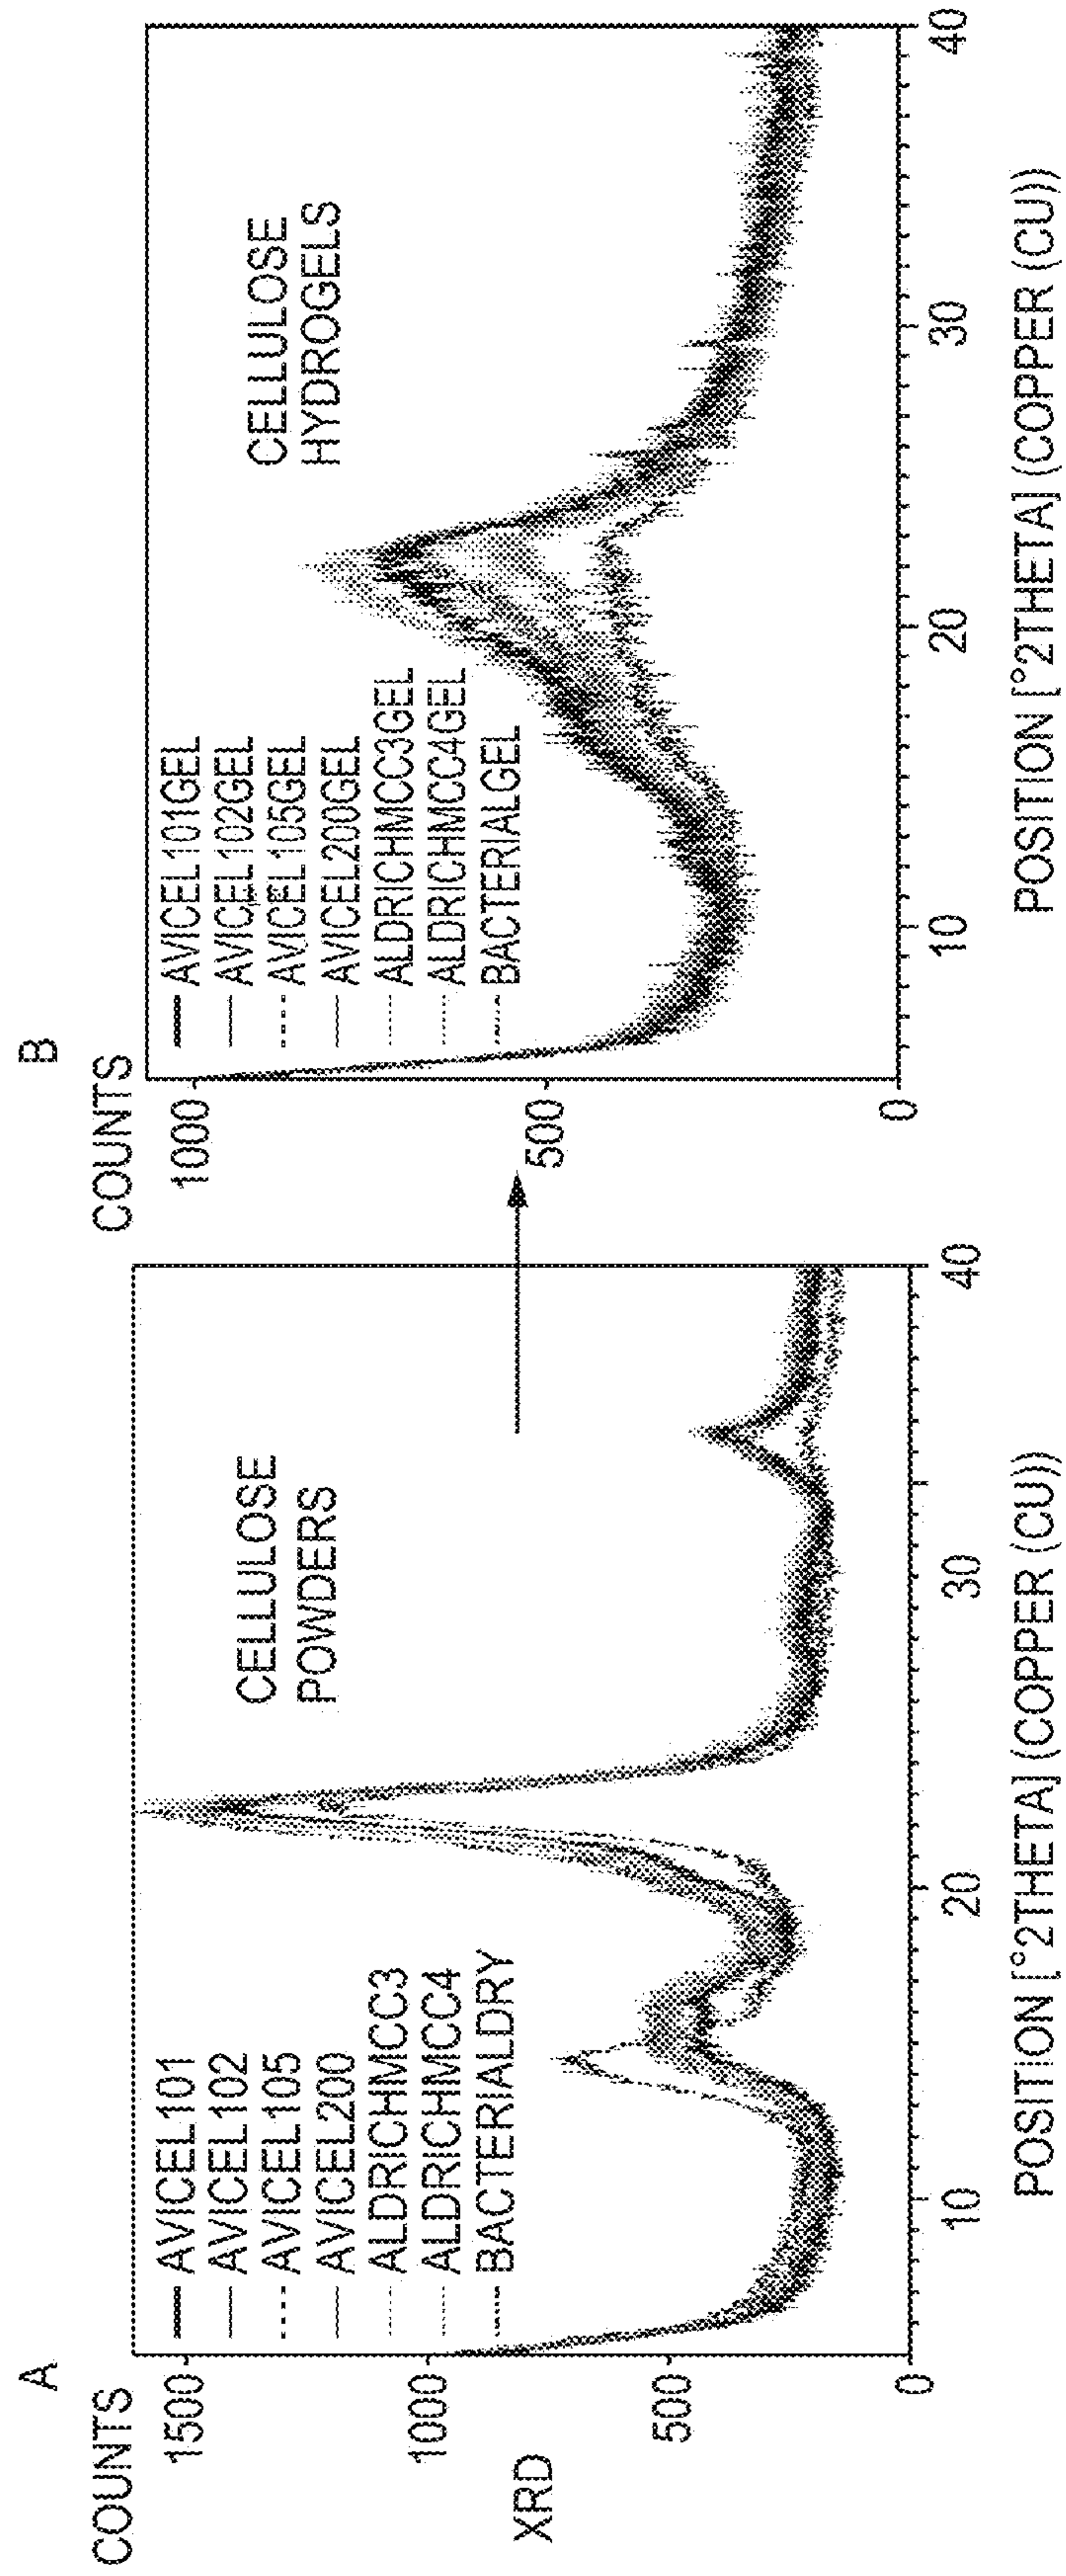 A
COUNTS
1500
1000
500
0
XRD
AVICEL101
AVICEL102
AVICEL105
AVICEL200
ALDRICHMCC3
ALDRICHMCC4
BACTERIALDRY
CELLULOSE
POWDERS
10
20
30
40
POSITION [°2THETA] (COPPER (CU))
B
COUNTS
1000
500
0
AVICEL101GEL
AVICEL102GEL
AVICEL105GEL
AVICEL200GEL
ALDRICHMCC3GEL
ALDRICHMCC4GEL
BACTERIALGEL
CELLULOSE
HYDROGELS
10
20
30
40
POSITION [°2THETA] (COPPER (CU))